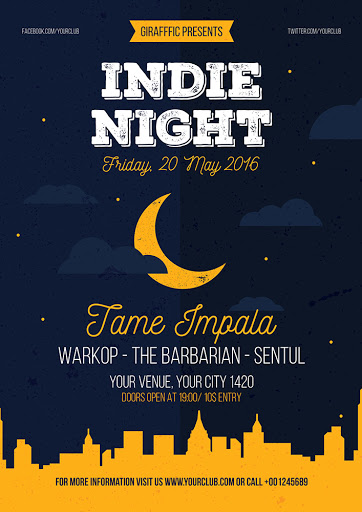 GIRAFFFIC PRESENTS
FACEBOOK.COM/YOURCLUB
TWITTER.COM/YOURCLUB
INDIE
NIGHT
Friday, 20 May 2016
Tame Impala
WARKOP - THE BARBARIAN - SENTUL
YOUR VENUE, YOUR CITY 1420
DOORS OPEN AT 19:00/ 10$ ENTRY
FOR MORE INFORMATION VISIT US WWW.YOURCLUB.COM OR CALL +001245689